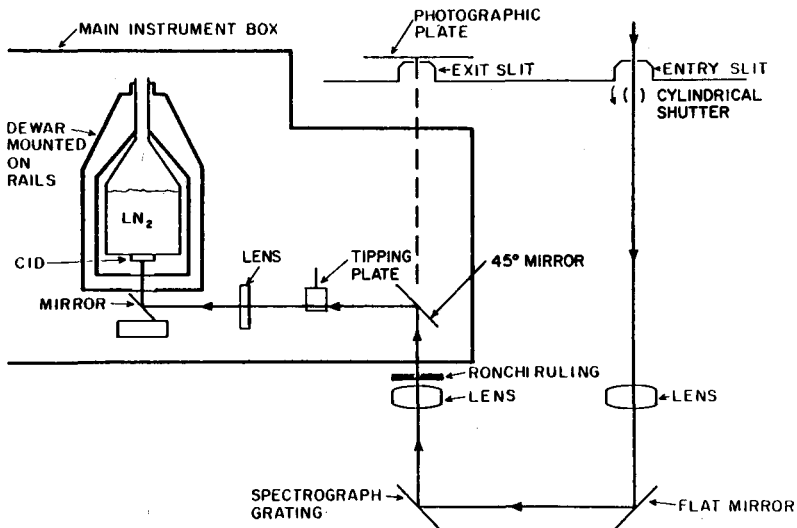 PHOTOGRAPHIC
PLATE
MAIN INSTRUMENT BOX
EXIT SLIT
ENTRY SLIT
CYLINDRICAL
SHUTTER
DEWAR
MOUNTED
ON
RAILS
LN2
CID
LENS
TIPPING
PLATE
45° MIRROR
MIRROR
RONCHI RULING
LENS
LENS
SPECTROGRAPH
GRATING
FLAT MIRROR